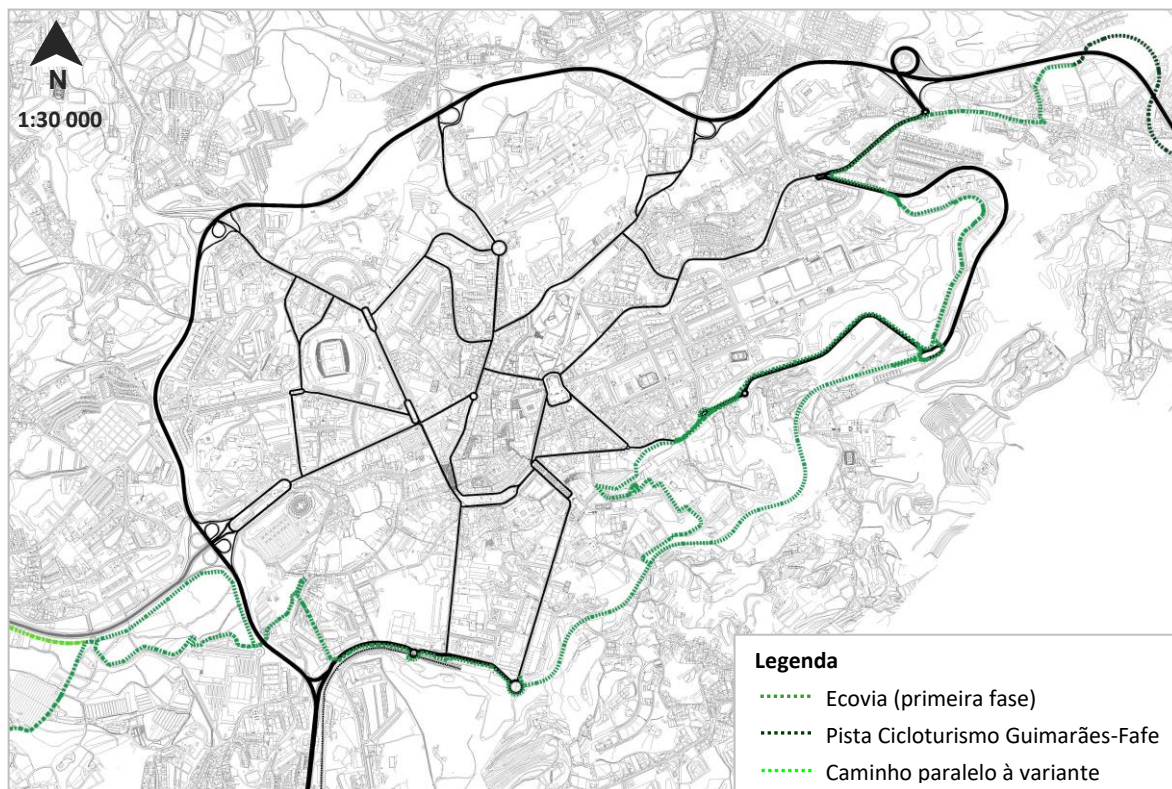 N
1:30 000
Legenda
Ecovia (primeira fase)
Pista Cicloturismo Guimarães-Fafe
Caminho paralelo à variante